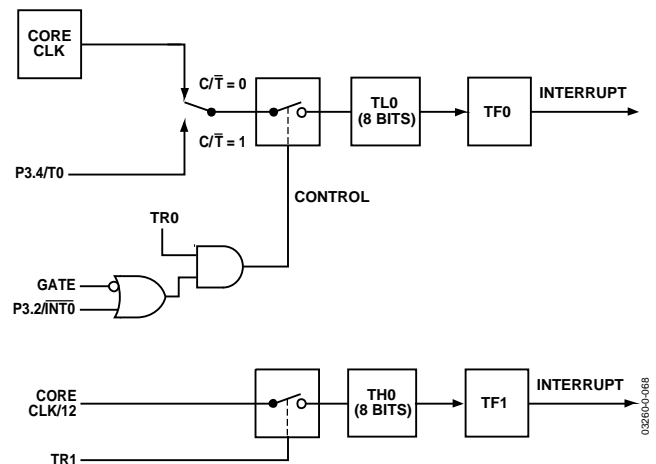 CORE
CLK
C/T̅ = 0
TL0
(8 BITS)
TF0
INTERRUPT
C/T̅ = 1
P3.4/T0
CONTROL
TR0
GATE
P3.2/I̅N̅T̅0̅
CORE
CLK/12
TH0
(8 BITS)
TF1
INTERRUPT
TR1
03260-0-068